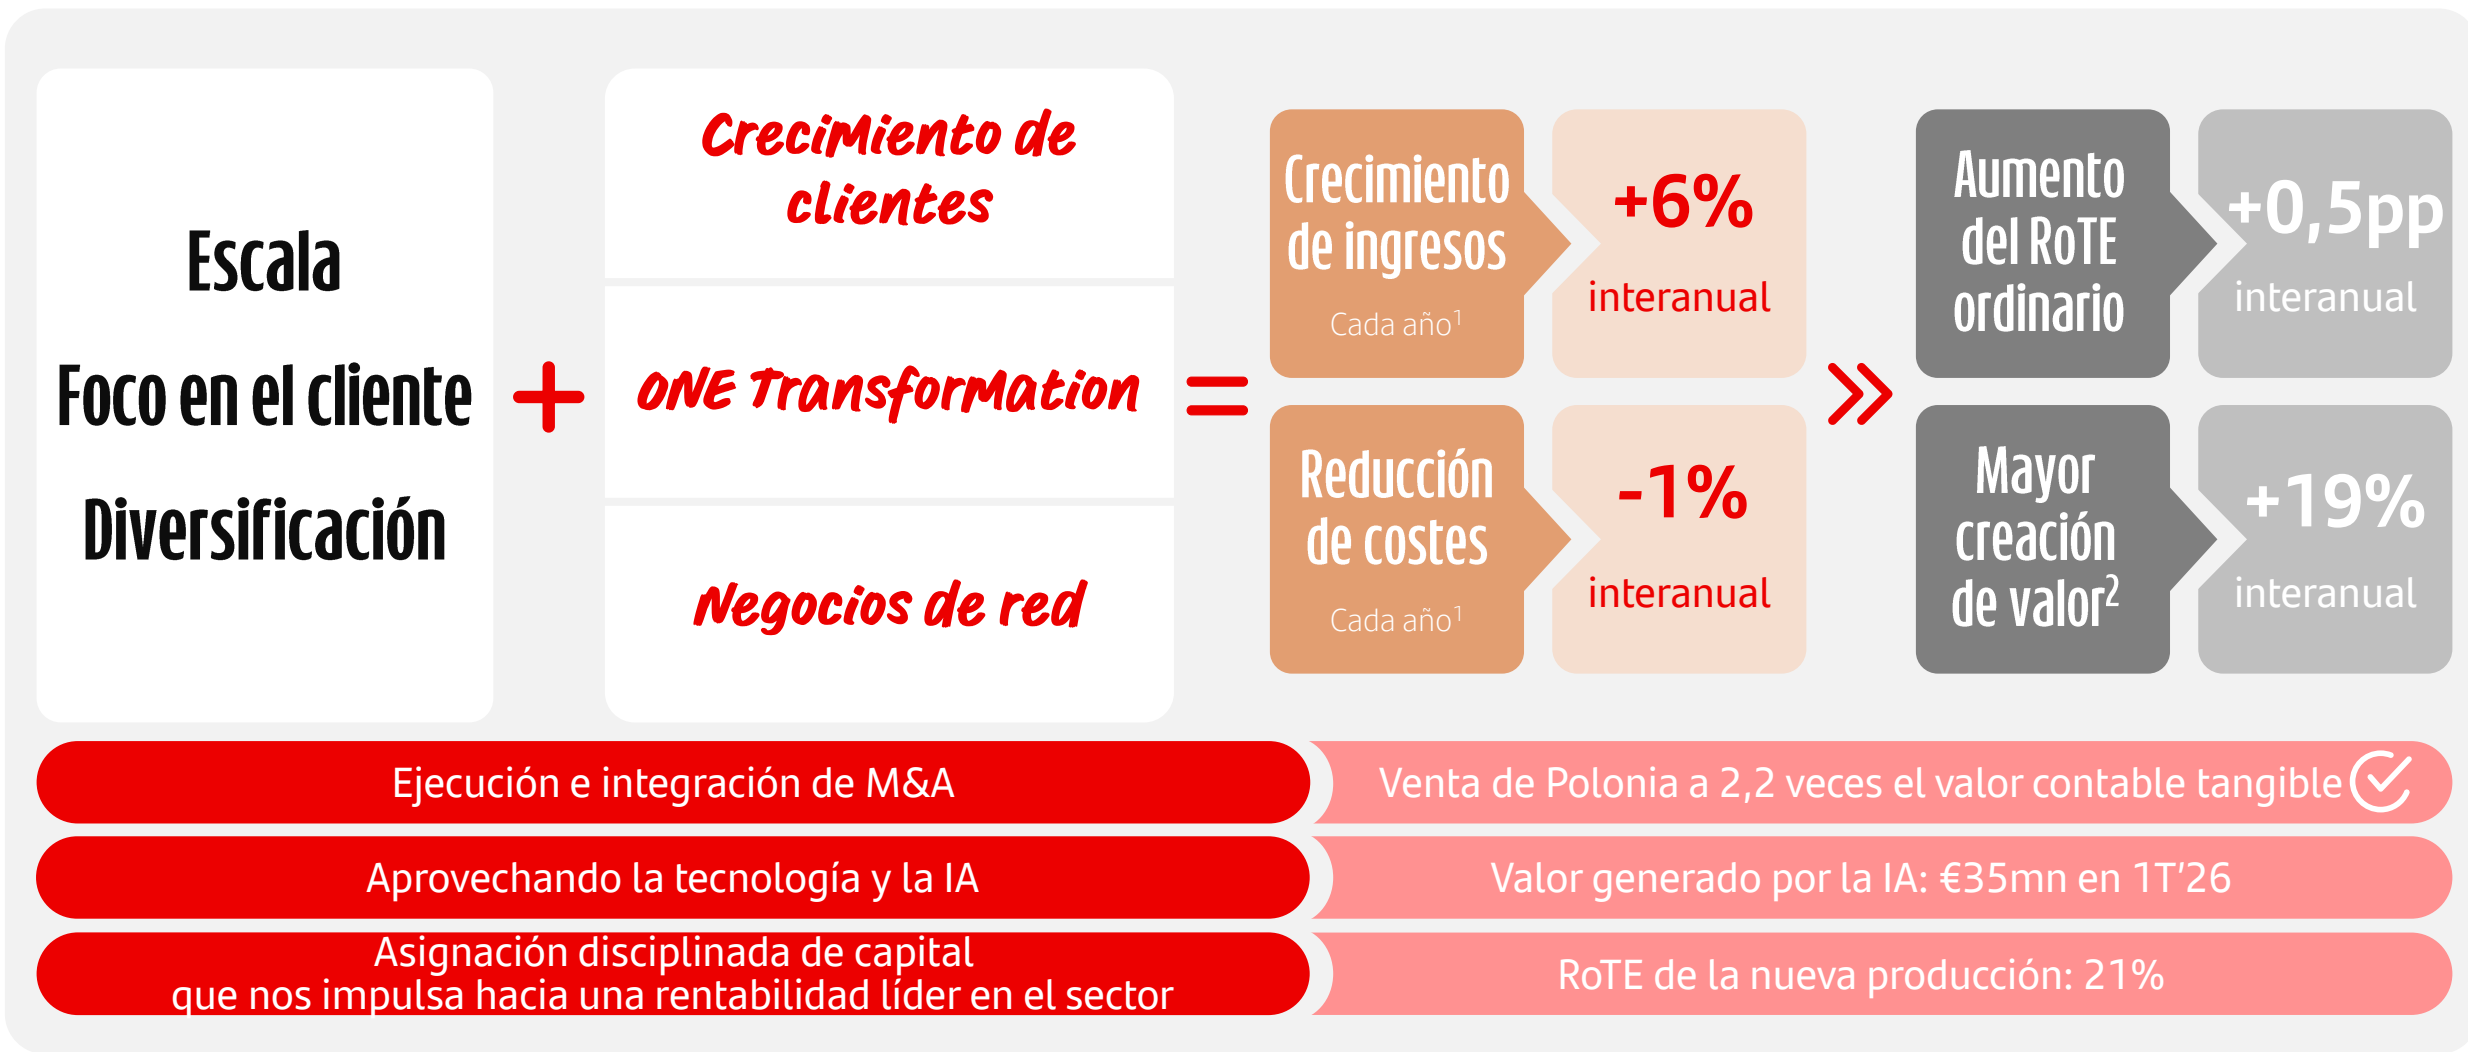 Escala
Foco en el cliente
Diversificación
+
Crecimiento de
clientes
ONE Transformation
Negocios de red
=
Crecimiento
de ingresos
Cada año¹
+6%
interanual
Reducción
de costes
Cada año¹
-1%
interanual
Aumento
del RoTE
ordinario
+0,5pp
interanual
Mayor
creación
de valor²
+19%
interanual
Ejecución e integración de M&A
Venta de Polonia a 2,2 veces el valor contable tangible
Aprovechando la tecnología y la IA
Valor generado por la IA: €35mn en 1T’26
Asignación disciplinada de capital
que nos impulsa hacia una rentabilidad líder en el sector
RoTE de la nueva producción: 21%